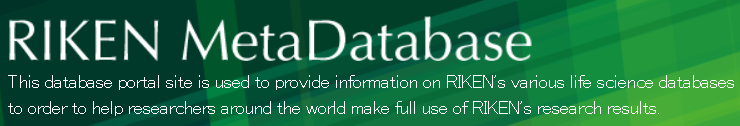 RIKEN MetaDatabase
This database portal site is used to provide information on RIKEN's various life science databases
to order to help researchers around the world make full use of RIKEN's research results.